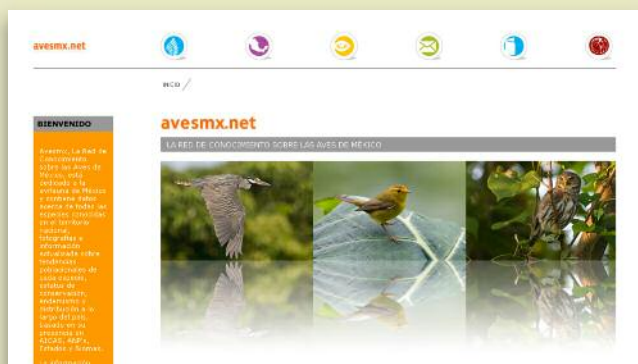 avesmx.net
INICIO
BIENVENIDO
avesmx.net
LA RED DE CONOCIMIENTO SOBRE LAS AVES DE MÉXICO
Avesmx, La Red de
Conocimiento
sobre las Aves de
México, está
dedicado a la
avifauna de México
y contiene datos
acerca de todas las
especies conocidas
en el territorio
nacional,
fotografías e
información
actualizada sobre
tendencias
poblacionales de
cada especie,
estatus de
conservación,
endemismo y
distribución a lo
largo del país,
basado en su
presencia en
AICAS, ANP's,
Estados y Biomas.
La información